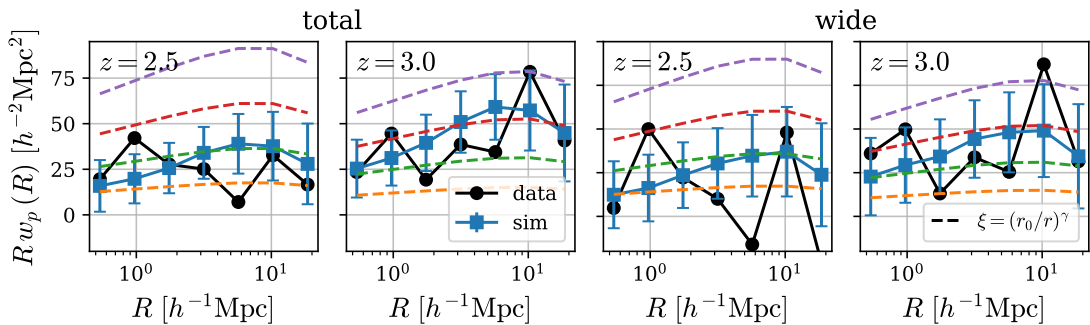 total wide
z = 2.5 z = 3.0 z = 2.5 z = 3.0
R w_p (R) [h^{-1}Mpc^2]
75
50
25
0
data
sim
ξ = (r_0/r)^γ
10^0 10^1 10^0 10^1 10^0 10^1 10^0 10^1
R [h^{-1}Mpc] R [h^{-1}Mpc] R [h^{-1}Mpc] R [h^{-1}Mpc]